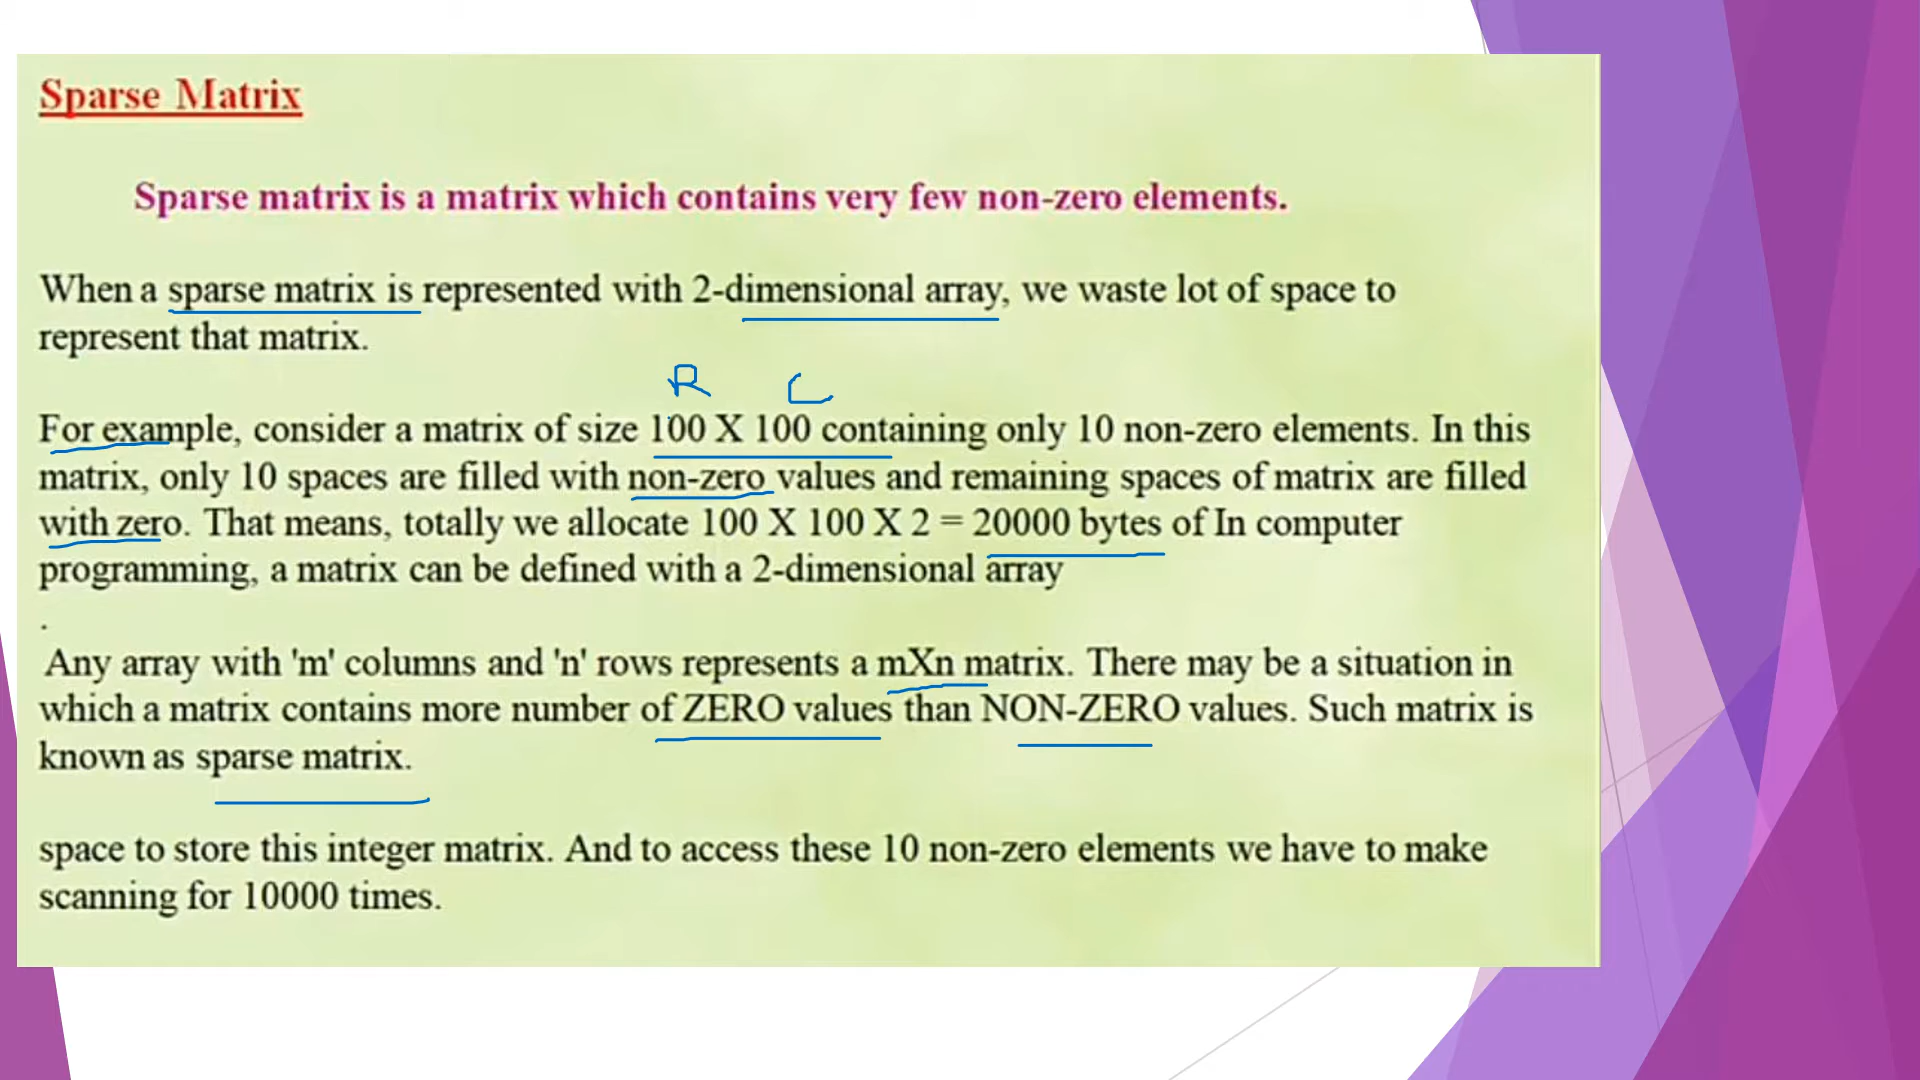 Sparse Matrix
Sparse matrix is a matrix which contains very few non-zero elements.
When a sparse matrix is represented with 2-dimensional array, we waste lot of space to
represent that matrix.
R C
For example, consider a matrix of size 100 X 100 containing only 10 non-zero elements. In this
matrix, only 10 spaces are filled with non-zero values and remaining spaces of matrix are filled
with zero. That means, totally we allocate 100 X 100 X 2 = 20000 bytes of In computer
programming, a matrix can be defined with a 2-dimensional array
.
Any array with 'm' columns and 'n' rows represents a mXn matrix. There may be a situation in
which a matrix contains more number of ZERO values than NON-ZERO values. Such matrix is
known as sparse matrix.
space to store this integer matrix. And to access these 10 non-zero elements we have to make
scanning for 10000 times.